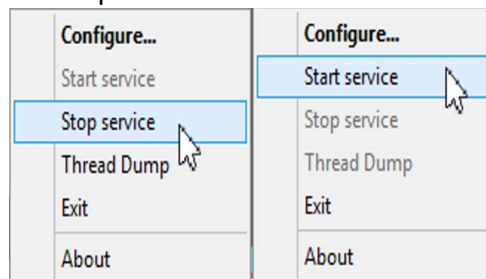 Configure...
Start service
Stop service
Thread Dump
Exit
About
Configure...
Start service
Stop service
Thread Dump
Exit
About